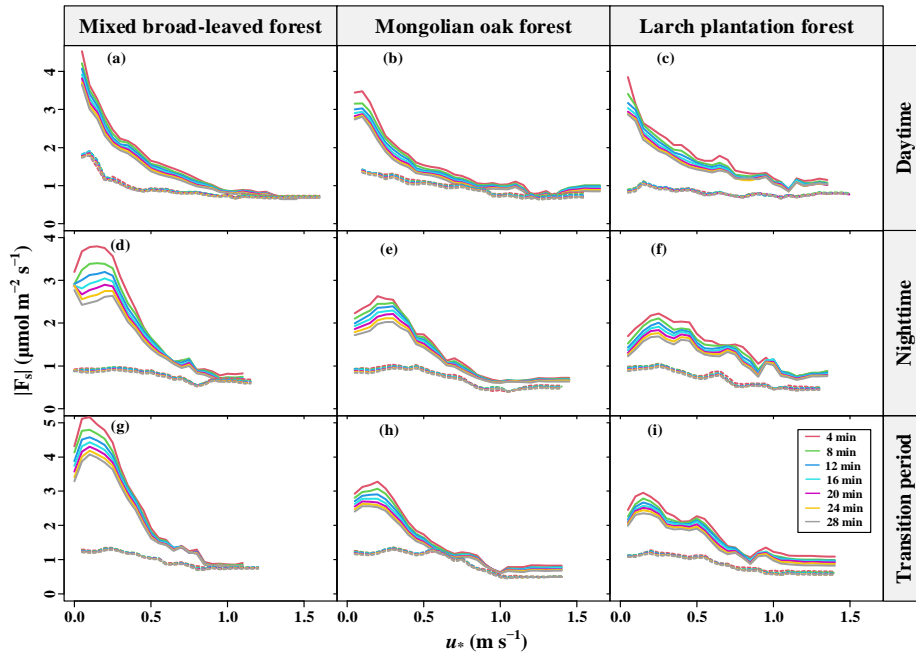 Mixed broad-leaved forest
Mongolian oak forest
Larch plantation forest
(a)
(b)
(c)
4
3
2
1
0
Daytime
(d)
(e)
(f)
4
3
2
1
0
Nighttime
|Fs| (μmol m⁻² s⁻¹)
(g)
(h)
(i)
5
4
3
2
1
0
Transition period
4 min
8 min
12 min
16 min
20 min
24 min
28 min
0.0 0.5 1.0 1.5
0.0 0.5 1.0 1.5
0.0 0.5 1.0 1.5
u* (m s⁻¹)